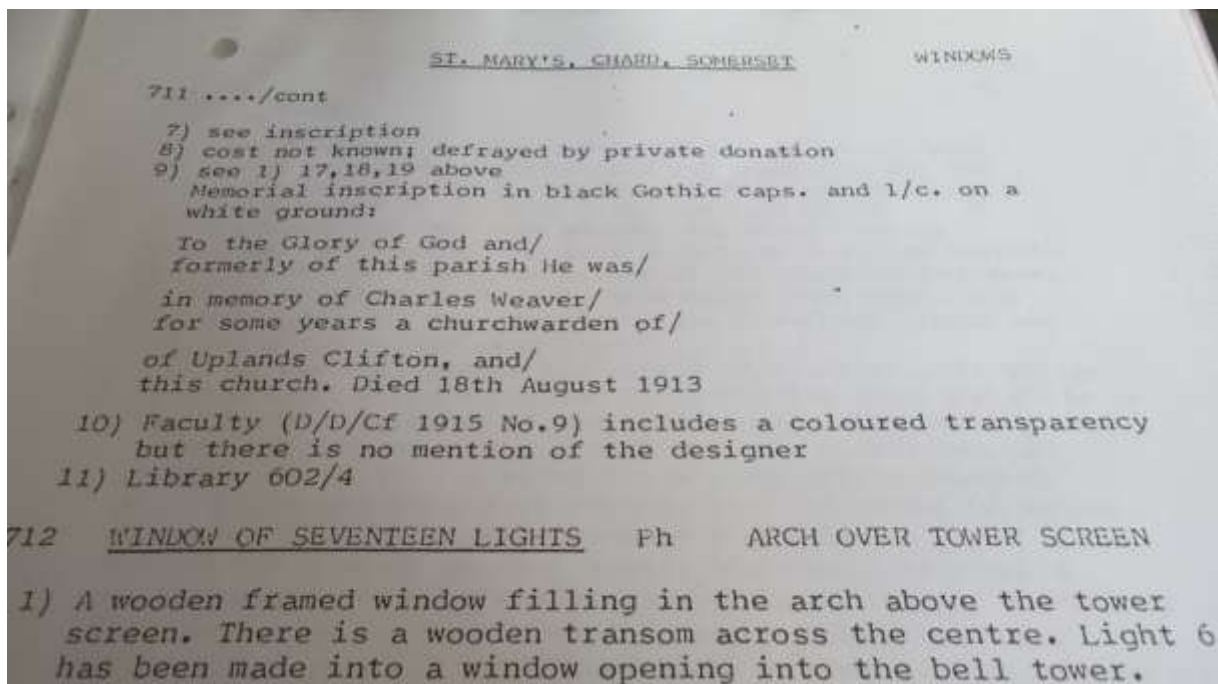 ST. MARY'S, CHARD, SOMERSET WINDOWS
711 ..../cont
7) see inscription
8) cost not known; defrayed by private donation
9) see 1) 17,18,19 above
Memorial inscription in black Gothic caps. and l/c. on a
white ground:
To the Glory of God and/
formerly of this parish He was/
in memory of Charles Weaver/
for some years a churchwarden of/
of Uplands Clifton, and/
this church. Died 18th August 1913
10) Faculty (D/D/Cf 1915 No.9) includes a coloured transparency
but there is no mention of the designer
11) Library 602/4
712 WINDOW OF SEVENTEEN LIGHTS Ph ARCH OVER TOWER SCREEN
1) A wooden framed window filling in the arch above the tower
screen. There is a wooden transom across the centre. Light 6
has been made into a window opening into the bell tower.